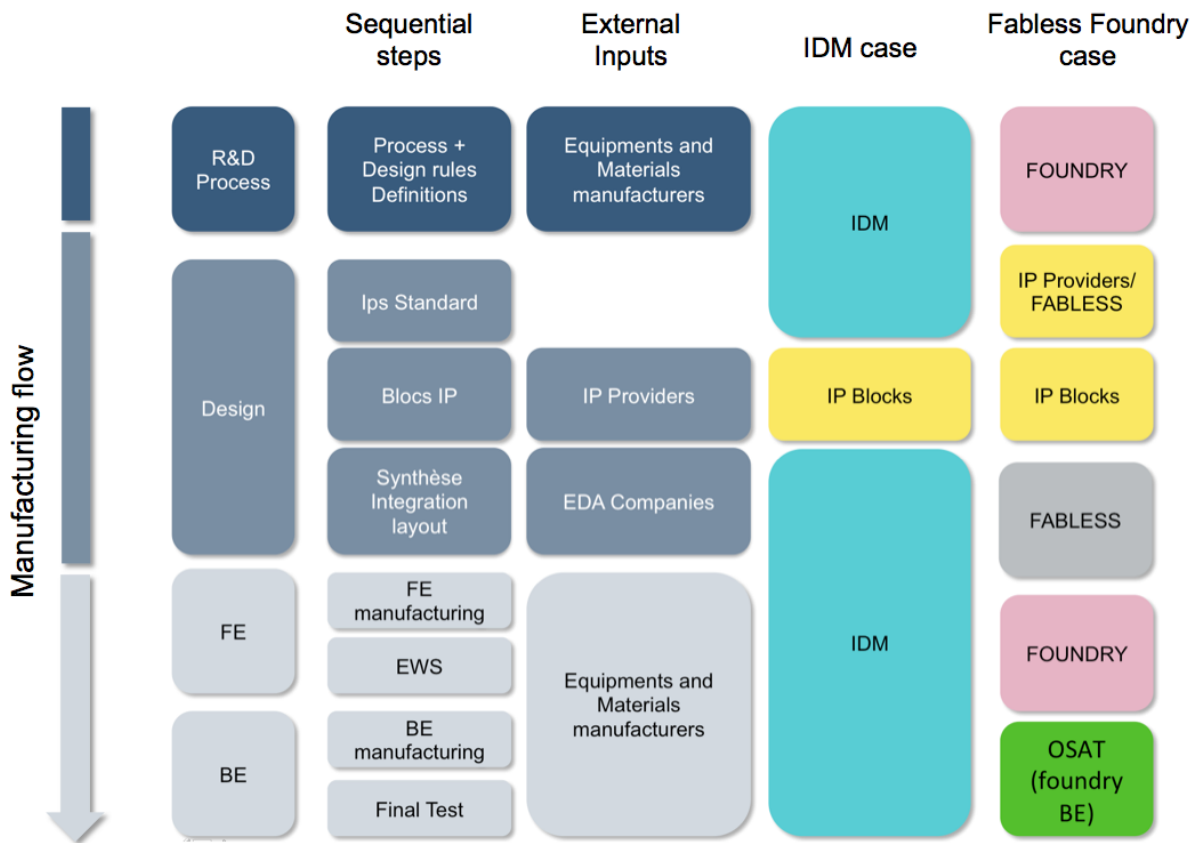 Sequential
steps
External
Inputs
IDM case
Fabless Foundry
case
Manufacturing flow
R&D
Process
Process +
Design rules
Definitions
Equipments and
Materials
manufacturers
IDM
FOUNDRY
Design
Ips Standard
IP Providers/
FABLESS
Blocs IP
IP Providers
IP Blocks
IP Blocks
Synthèse
Integration
layout
EDA Companies
FABLESS
FE
FE
manufacturing
EWS
Equipments and
Materials
manufacturers
IDM
FOUNDRY
BE
BE
manufacturing
Final Test
OSAT
(foundry
BE)